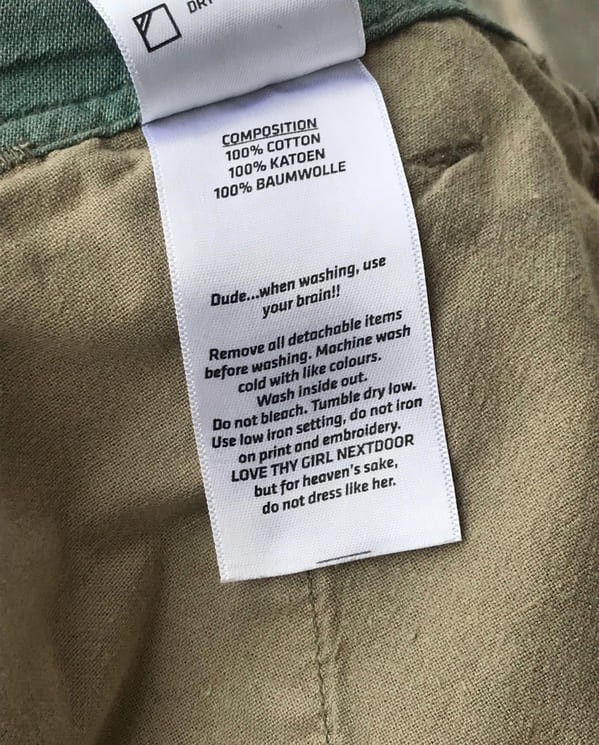 COMPOSITION
100% COTTON
100% KATOEN
100% BAUMWOLLE
Dude...when washing, use
your brain!!
Remove all detachable items
before washing. Machine wash
cold with like colours.
Wash inside out.
Do not bleach. Tumble dry low.
Use low iron setting, do not iron
on print and embroidery.
LOVE THY GIRL NEXTDOOR
but for heaven's sake,
do not dress like her.